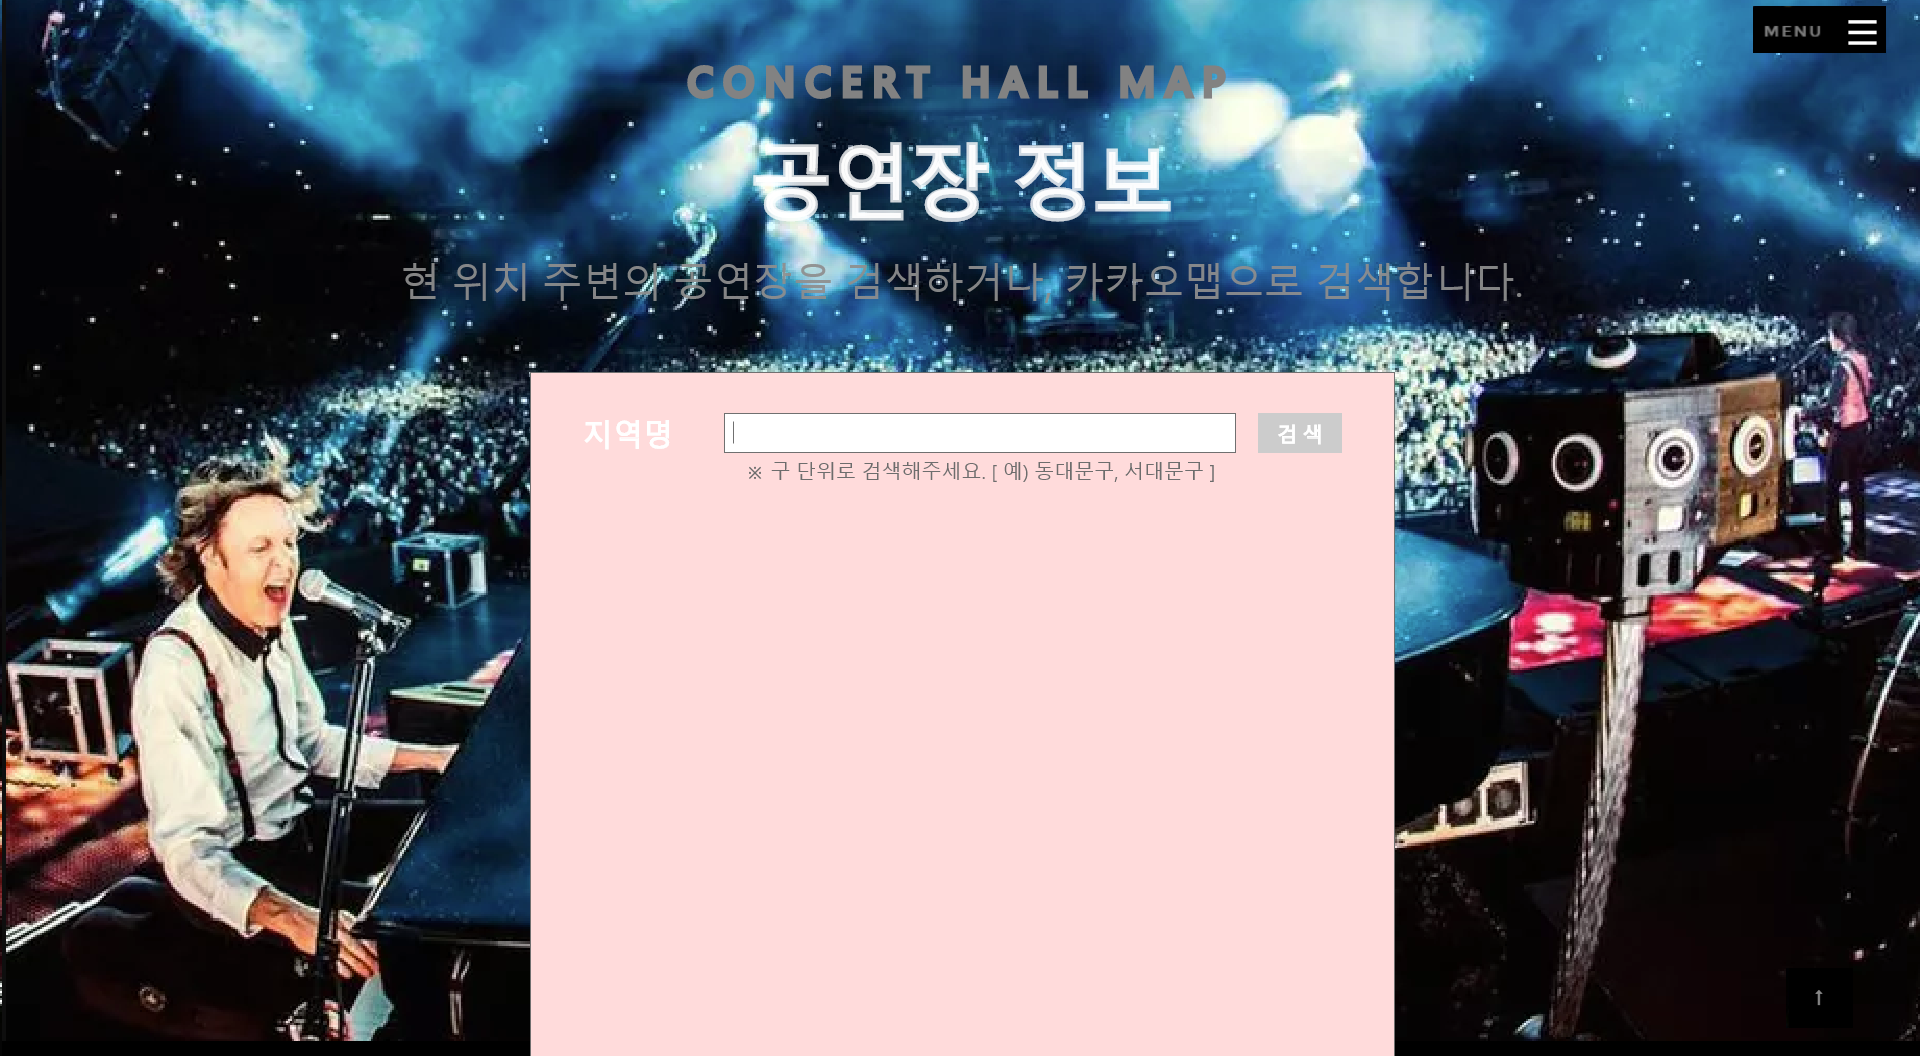 MENU
CONCERT HALL MAP
공연장 정보
현 위치 주변의 공연장을 검색하거나, 카카오맵으로 검색합니다.
지역명
검색
※ 구 단위로 검색해주세요. [ 예) 동대문구, 서대문구 ]
↑